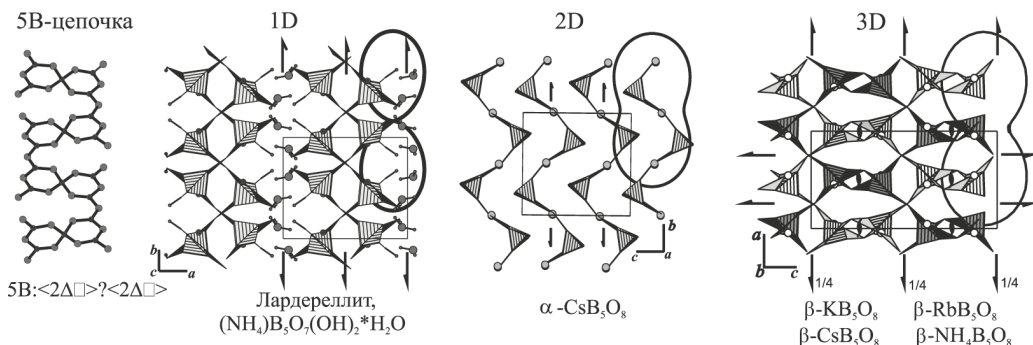 5B-цепочка
1D
2D
3D
5B:<2Δ□>?<2Δ□>
b
c
a
Лардереллит,
(NH₄)B₅O₇(OH)₂*H₂O
b
c
a
α -CsB₅O₈
a
b
c
1/4
1/4
1/4
β-KB₅O₈
β-RbB₅O₈
β-CsB₅O₈
β-NH₄B₅O₈